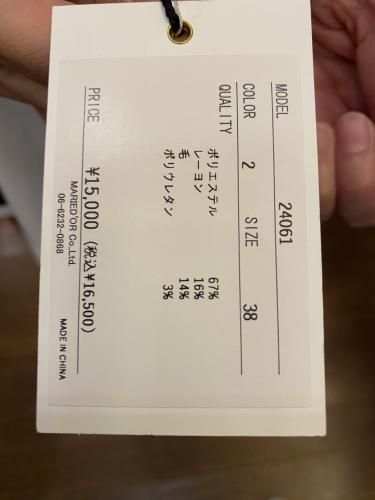 MODEL 24061
COLOR 2 SIZE 38
QUALITY
ポリエステル 67%
レーヨン 16%
毛 14%
ポリウレタン 3%
PRICE ¥15,000 (税込¥16,500)
MARIED'OR Co.,Ltd.
06-6232-0868
MADE IN CHINA